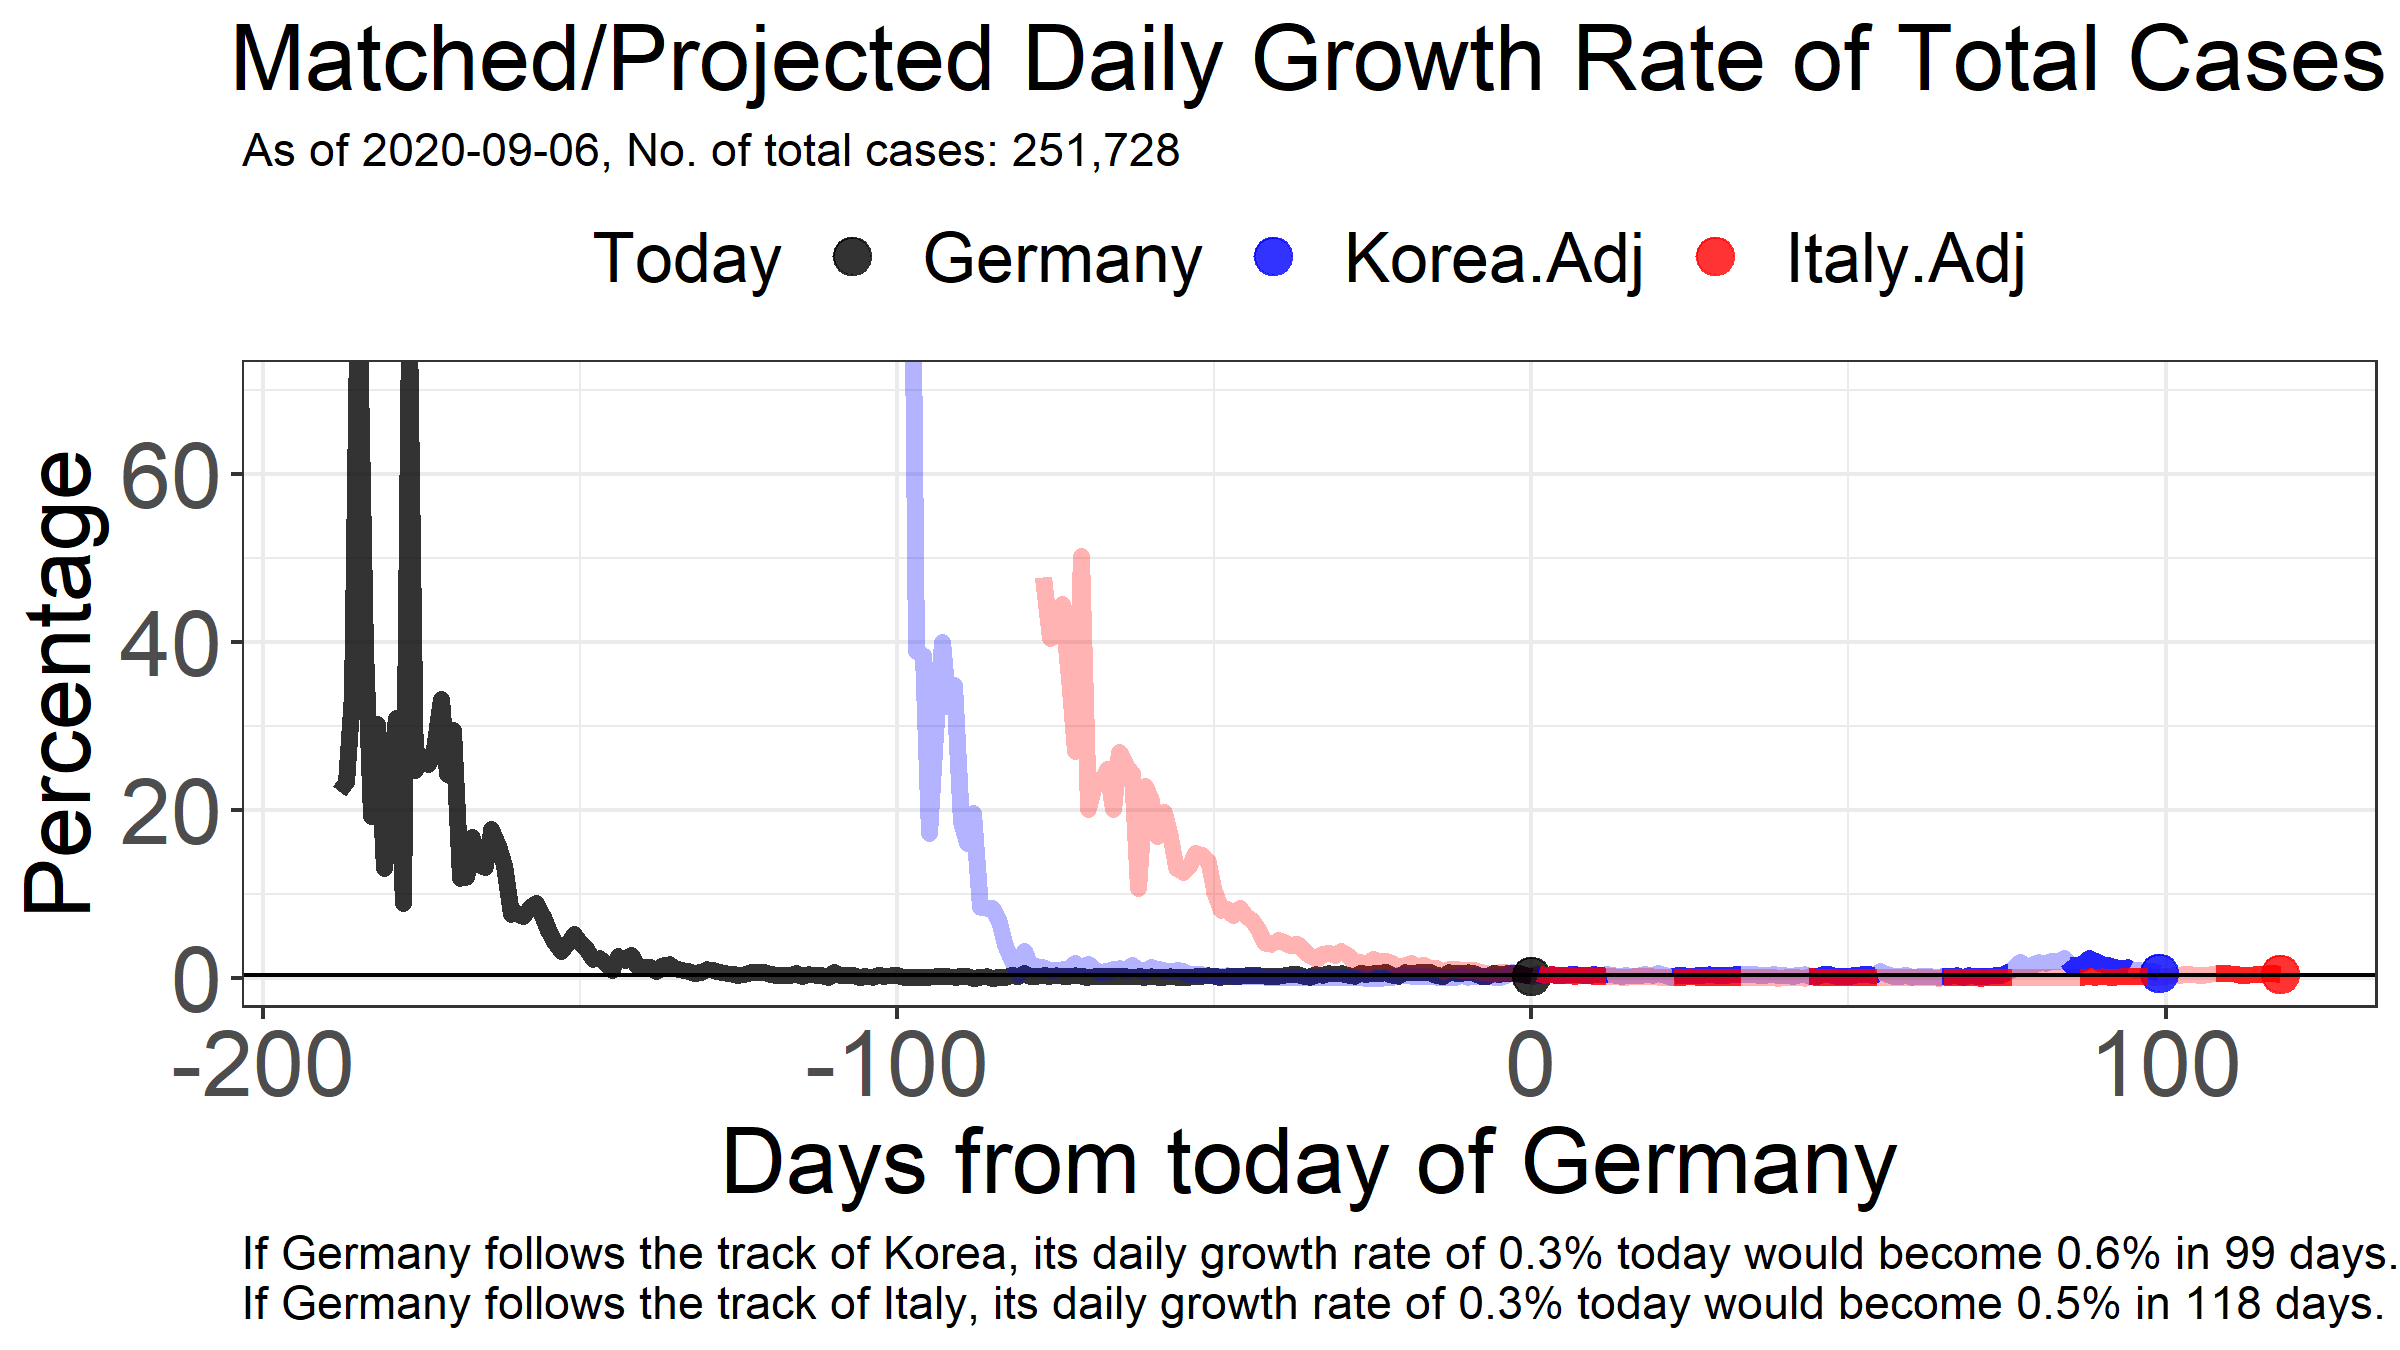 Matched/Projected Daily Growth Rate of Total Cases
As of 2020-09-06, No. of total cases: 251,728
Today Germany Korea.Adj Italy.Adj
Percentage
60
40
20
0
-200 -100 0 100
Days from today of Germany
If Germany follows the track of Korea, its daily growth rate of 0.3% today would become 0.6% in 99 days.
If Germany follows the track of Italy, its daily growth rate of 0.3% today would become 0.5% in 118 days.